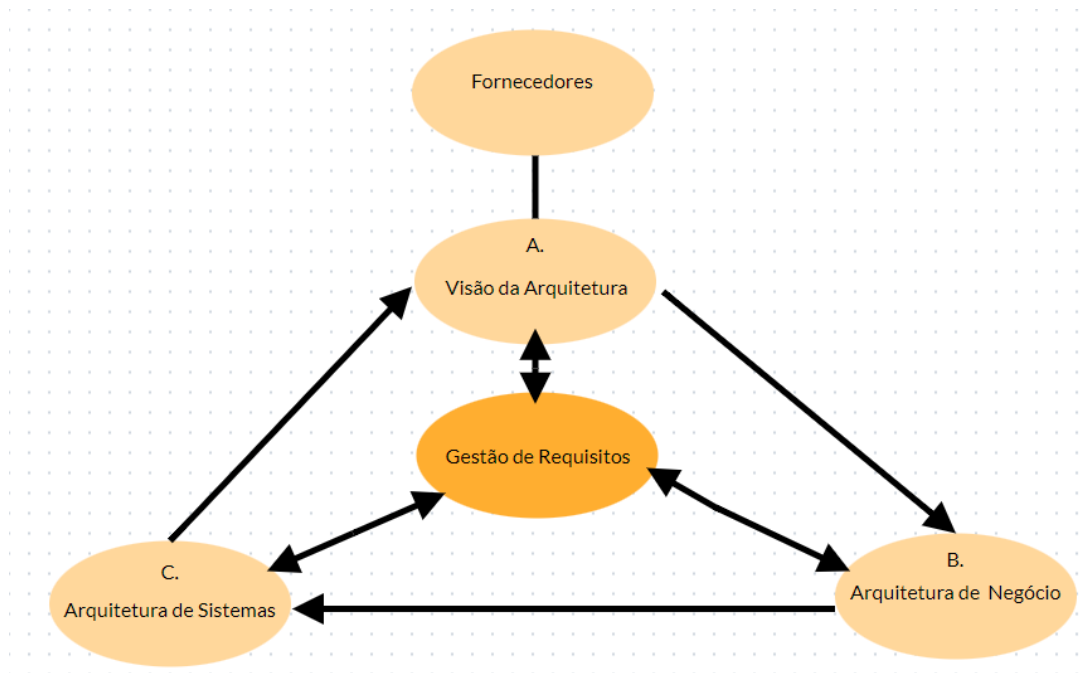 Fornecedores
A.
Visão da Arquitetura
Gestão de Requisitos
C.
Arquitetura de Sistemas
B.
Arquitetura de Negócio